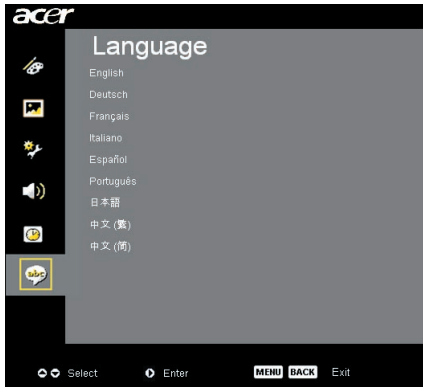 acer
Language
English
Deutsch
Français
Italiano
Español
Português
日本語
中文 (繁)
中文 (简)
abc
Select Enter MENU BACK Exit